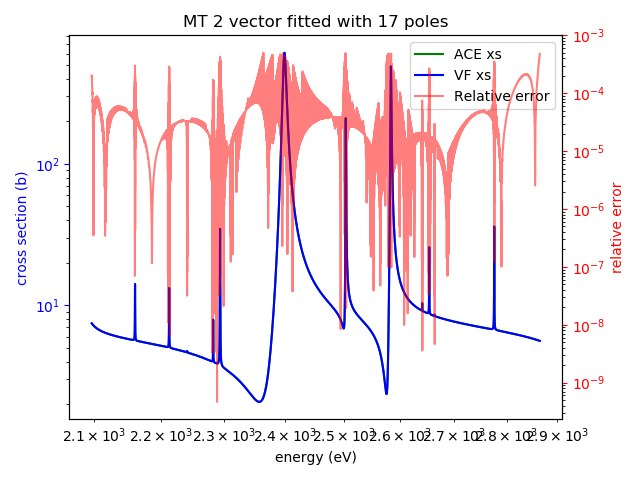 MT 2 vector fitted with 17 poles
ACE xs
VF xs
Relative error
cross section (b)
10²
10¹
relative error
10⁻³
10⁻⁴
10⁻⁵
10⁻⁶
10⁻⁷
10⁻⁸
10⁻⁹
2.1 × 10³ 2.2 × 10³ 2.3 × 10³ 2.4 × 10³ 2.5 × 10³ 2.6 × 10³ 2.7 × 10³ 2.8 × 10³ 2.9 × 10³
energy (eV)